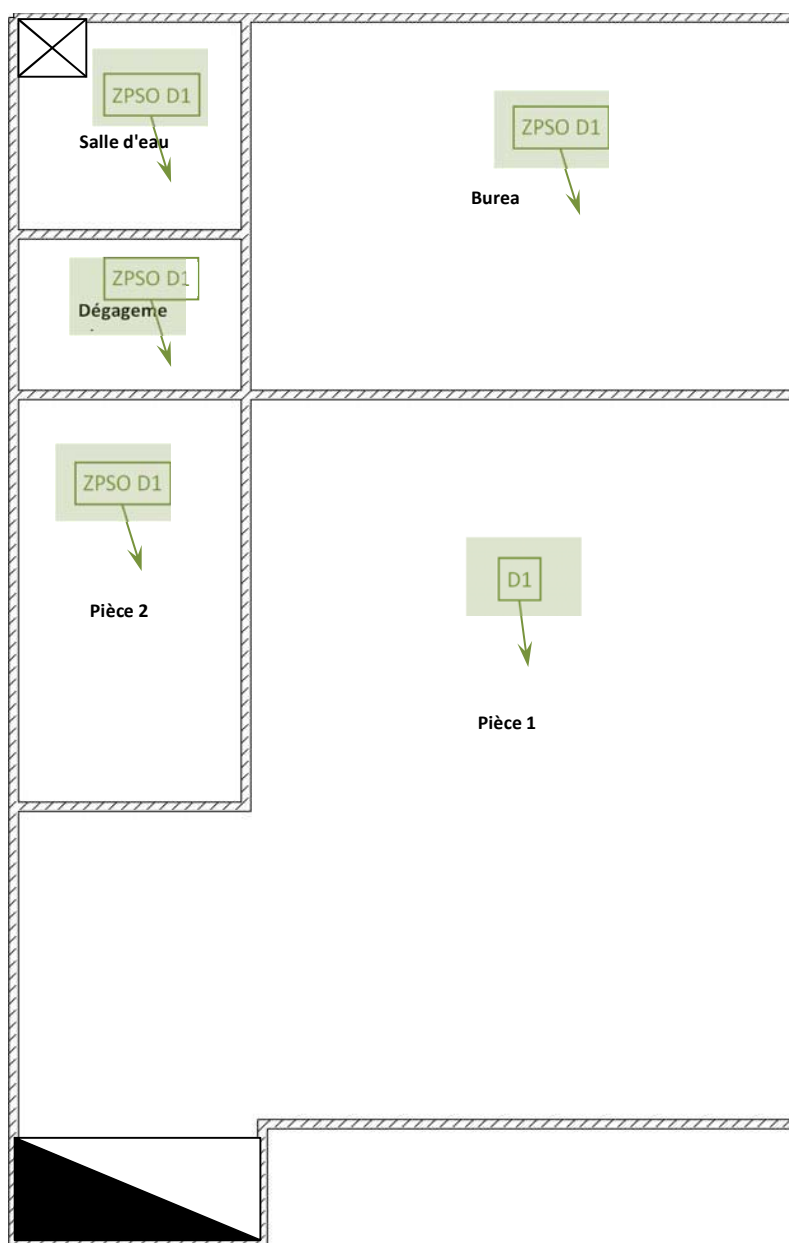 ZPSO D1
Salle d'eau
ZPSO D1
Burea
ZPSO D1
Dégageme
ZPSO D1
Pièce 2
D1
Pièce 1